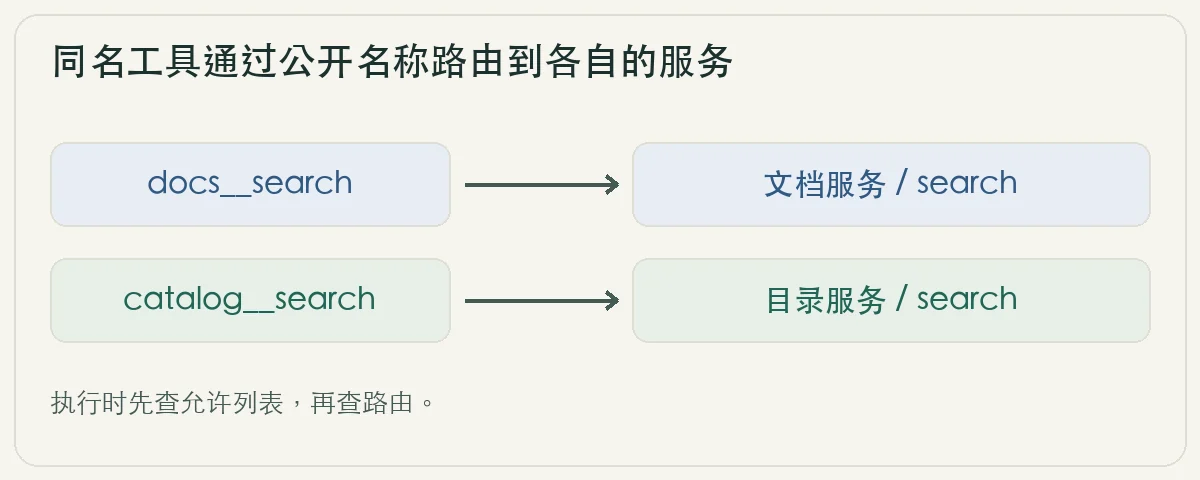 同名工具通过公开名称路由到各自的服务
docs__search
文档服务 / search
catalog__search
目录服务 / search
执行时先查允许列表，再查路由。